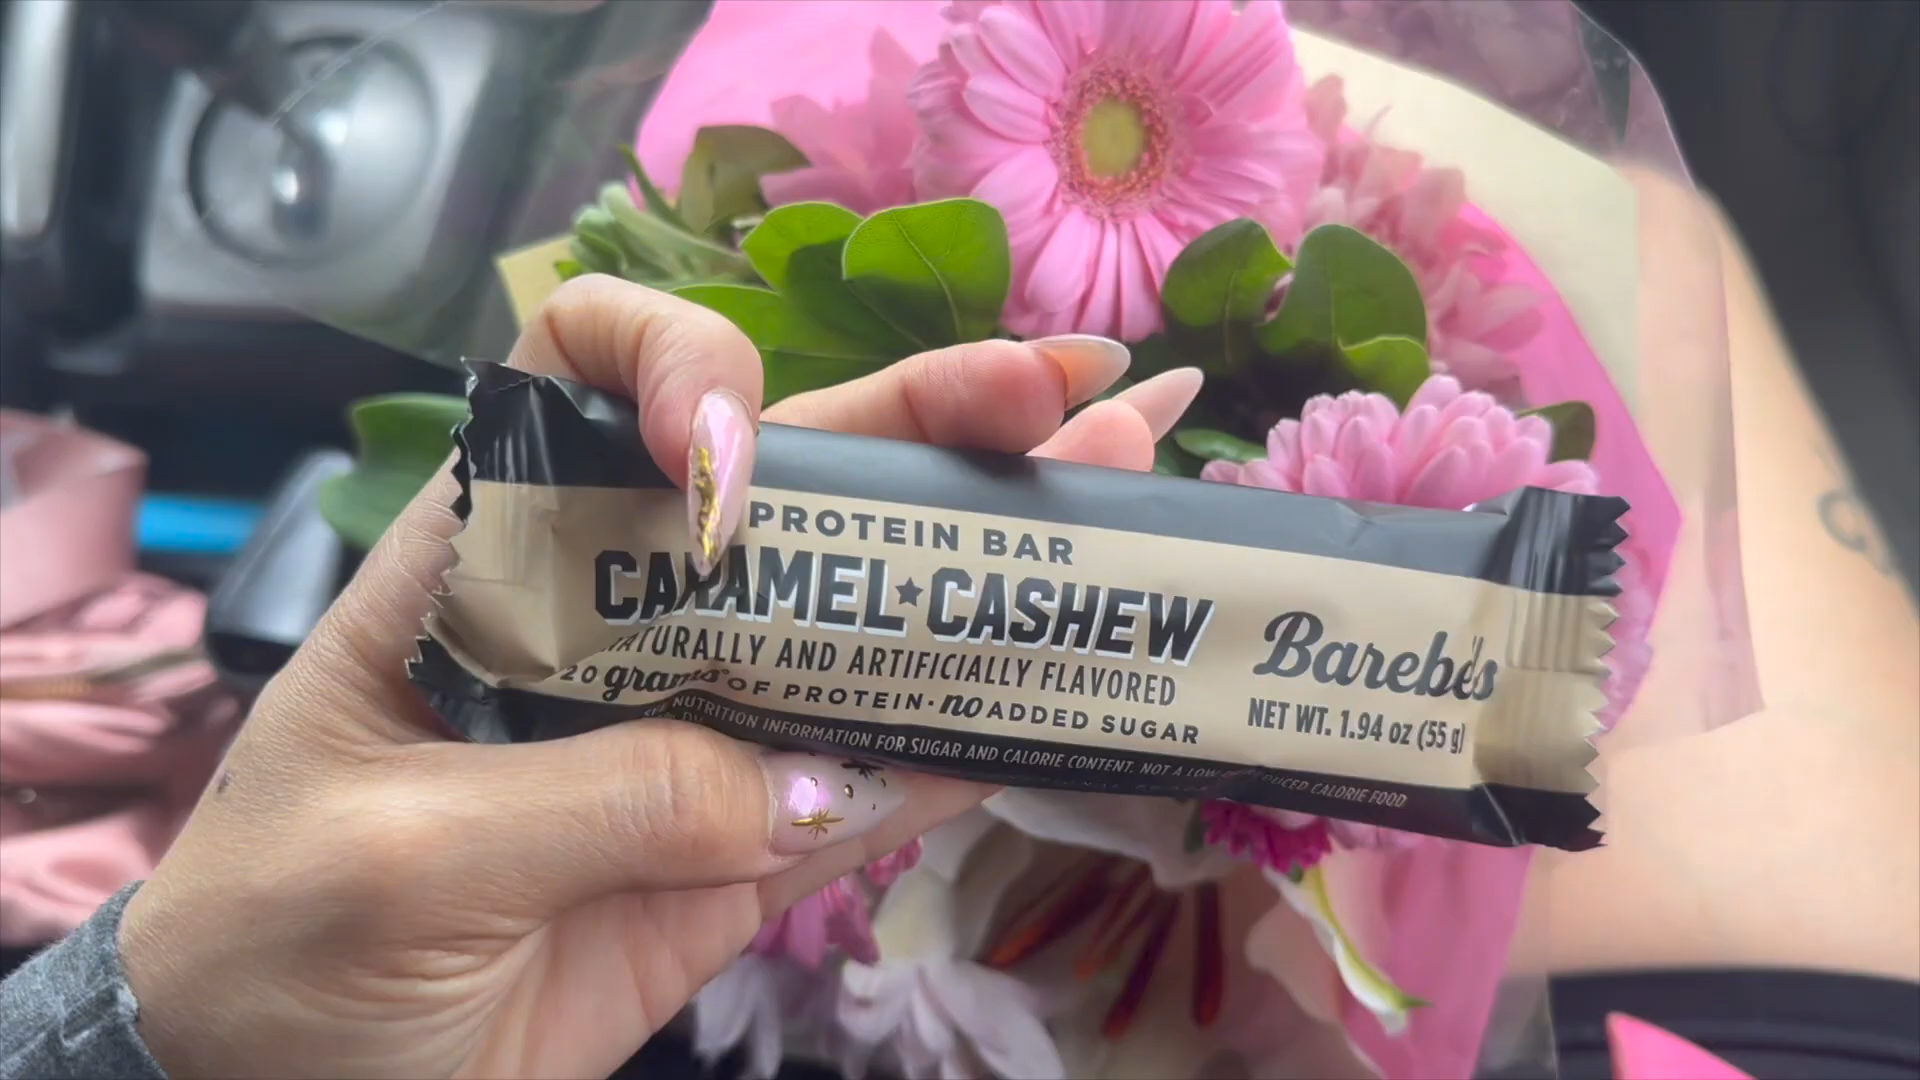 PROTEIN BAR
CARAMEL★CASHEW
NATURALLY AND ARTIFICIALLY FLAVORED
20 grams OF PROTEIN · no ADDED SUGAR
NUTRITION INFORMATION FOR SUGAR AND CALORIE CONTENT. NOT A LOW CALORIE FOOD
Barebells
NET WT. 1.94 oz (55 g)